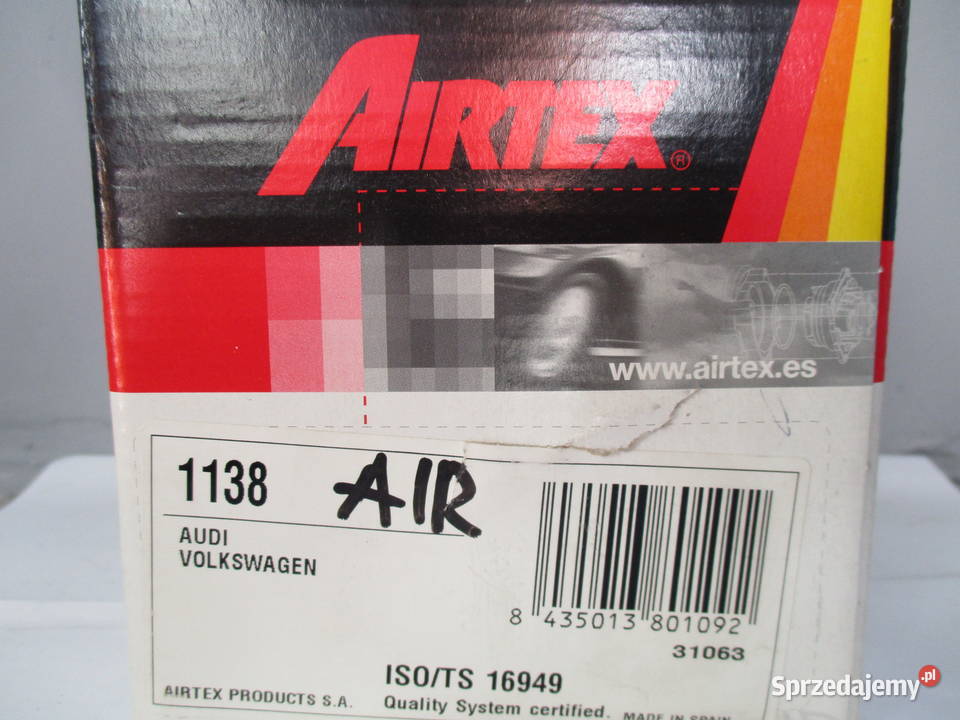 AIRTEX®
www.airtex.es
1138 AIR
AUDI
VOLKSWAGEN
8 435013 801092
31063
ISO/TS 16949
AIRTEX PRODUCTS S.A. Quality System certified. MADE IN SPAIN
Sprzedajemy.pl